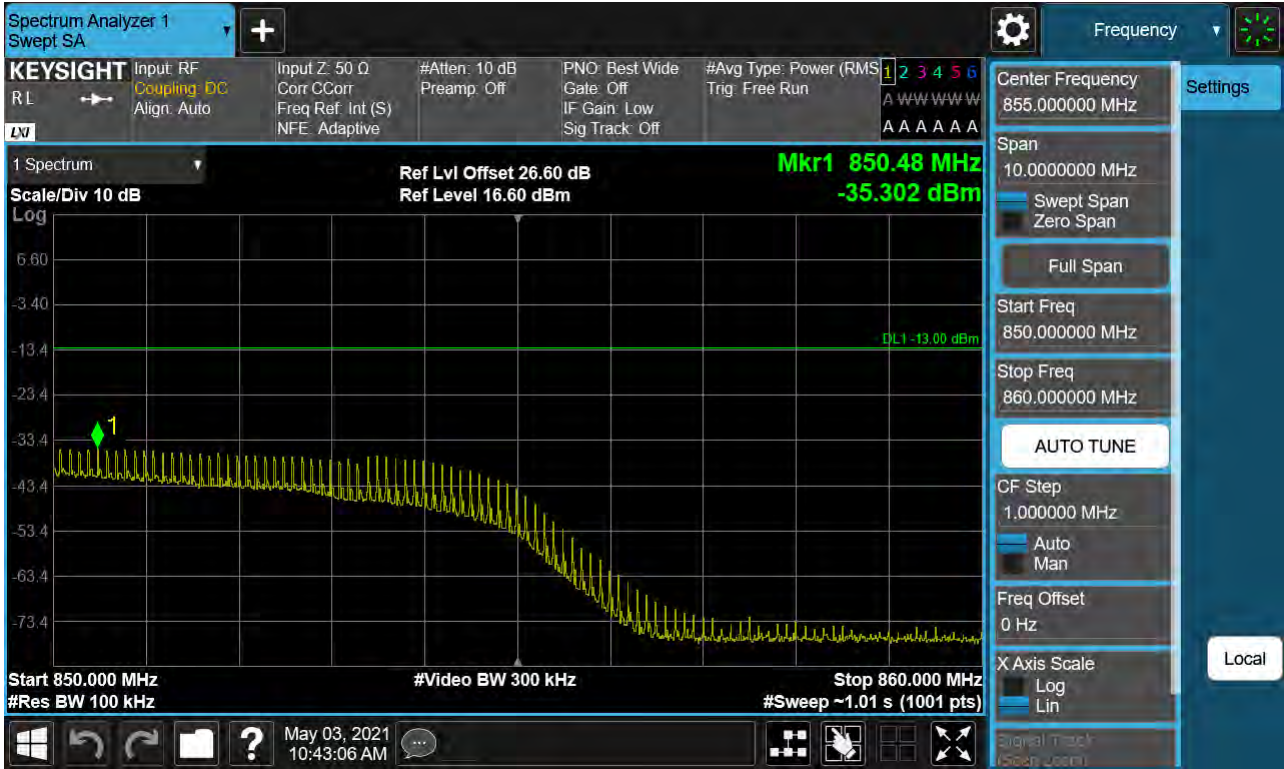 Spectrum Analyzer 1
Swept SA
Frequency
KEYSIGHT
R L
LXI
Input: RF
Coupling: DC
Align: Auto
Input Z: 50 Ω
Corr CCorr
Freq Ref: Int (S)
NFE: Adaptive
#Atten: 10 dB
Preamp: Off
PNO: Best Wide
Gate: Off
IF Gain: Low
Sig Track: Off
#Avg Type: Power (RMS
Trig: Free Run
1 2 3 4 5 6
A W W W W W
A A A A A A
Settings
Center Frequency
855.000000 MHz
Span
10.0000000 MHz
Swept Span
Zero Span
Full Span
Start Freq
850.000000 MHz
Stop Freq
860.000000 MHz
AUTO TUNE
CF Step
1.000000 MHz
Auto
Man
Freq Offset
0 Hz
X Axis Scale
Log
Lin
Signal Track
(Span Zoom)
Local
1 Spectrum
Scale/Div 10 dB
Log
Ref Lvl Offset 26.60 dB
Ref Level 16.60 dBm
Mkr1 850.48 MHz
-35.302 dBm
6.60
-3.40
DL1 -13.00 dBm
-13.4
-23.4
1
-33.4
-43.4
-53.4
-63.4
-73.4
Start 850.000 MHz
#Res BW 100 kHz
#Video BW 300 kHz
Stop 860.000 MHz
#Sweep ~1.01 s (1001 pts)
?
May 03, 2021
10:43:06 AM